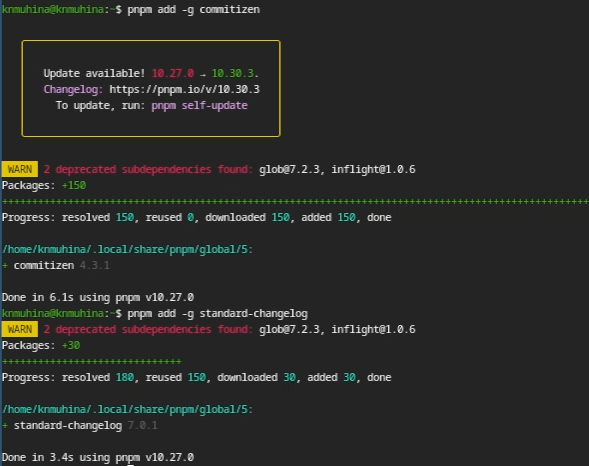 knmuhina@knmuhina:~$ pnpm add -g commitizen
Update available! 10.27.0 → 10.30.3.
Changelog: https://pnpm.io/v/10.30.3
To update, run: pnpm self-update
WARN 2 deprecated subdependencies found: glob@7.2.3, inflight@1.0.6
Packages: +150
++++++++++++++++++++++++++++++++++++++++++++++++++++++++++++++++++++++++++++++++++++++++++++++++++
Progress: resolved 150, reused 0, downloaded 150, added 150, done
/home/knmuhina/.local/share/pnpm/global/5:
+ commitizen 4.3.1
Done in 6.1s using pnpm v10.27.0
knmuhina@knmuhina:~$ pnpm add -g standard-changelog
WARN 2 deprecated subdependencies found: glob@7.2.3, inflight@1.0.6
Packages: +30
++++++++++++++++++++++++++++++
Progress: resolved 180, reused 150, downloaded 30, added 30, done
/home/knmuhina/.local/share/pnpm/global/5:
+ standard-changelog 7.0.1
Done in 3.4s using pnpm v10.27.0